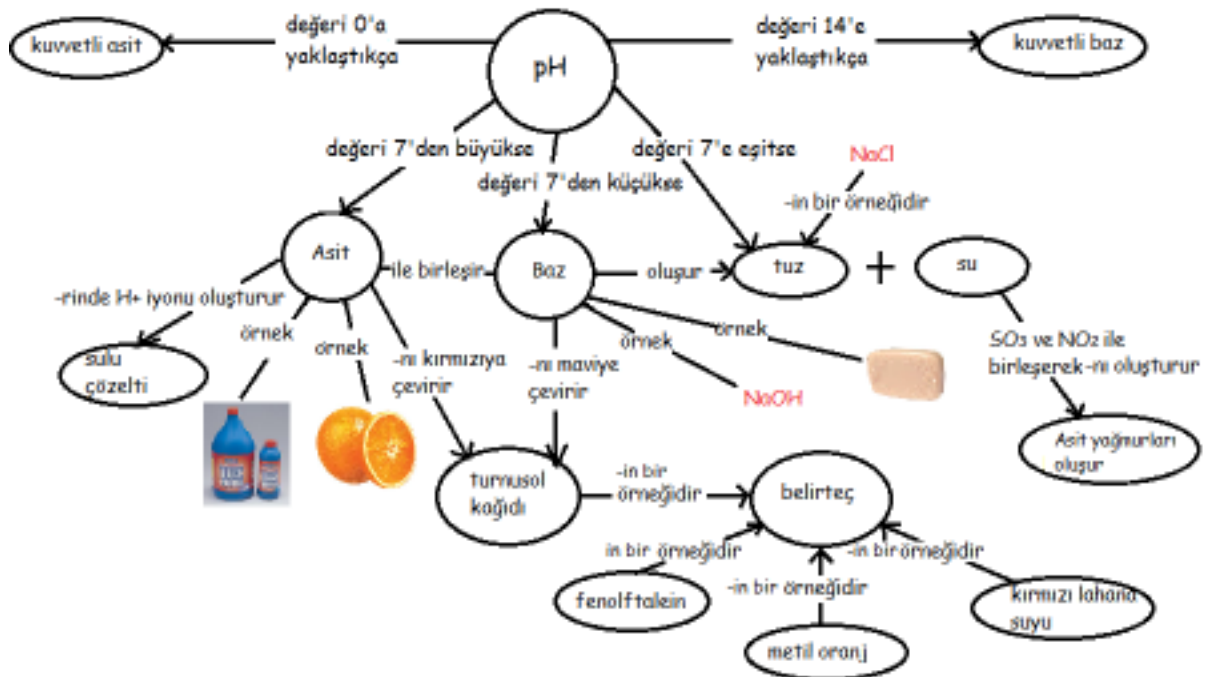 değeri 0'a
yaklaştıkça
kuvvetli asit
pH
değeri 14'e
yaklaştıkça
kuvvetli baz
değeri 7'den büyükse
değeri 7'den küçükse
değeri 7'e eşitse
NaCl
-in bir örneğidir
Asit
ile birleşir
Baz
oluşur
tuz
+
su
-rinde H+ iyonu oluşturur
sulu
çözelti
örnek
örnek
-nı kırmızıya
çevirir
-nı maviye
çevirir
örnek
örnek
NaOH
SO3 ve NO2 ile
birleşerek-nı oluşturur
Asit yağmurları
oluşur
turnusol
kağıdı
-in bir
örneğidir
belirteç
in bir örneğidir
-in bir örneğidir
-in bir örneğidir
fenolftalein
metil oranj
kırmızı lahana
suyu